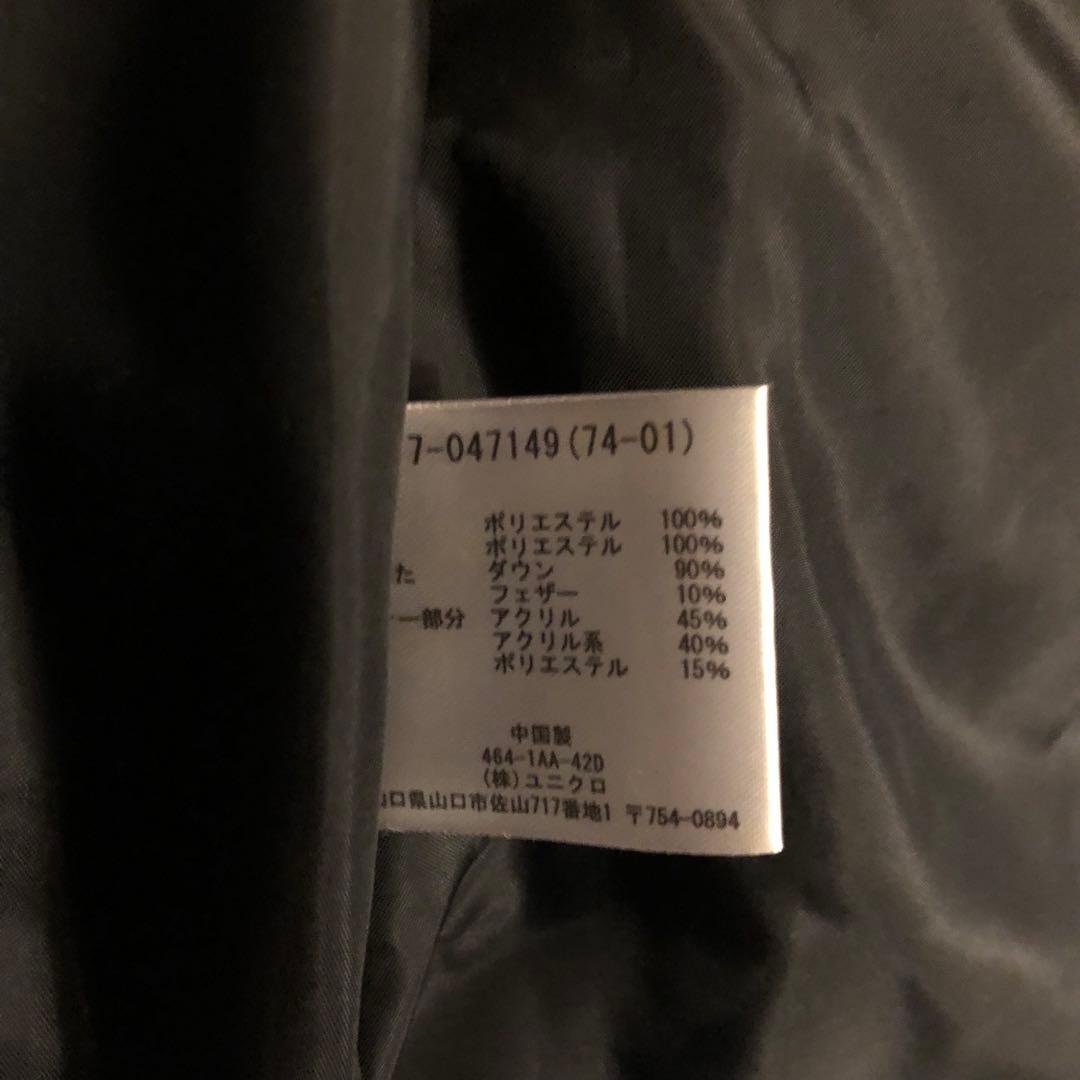 7-047149(74-01)
ポリエステル 100%
ポリエステル 100%
た ダウン 90%
フェザー 10%
ー部分 アクリル 45%
アクリル系 40%
ポリエステル 15%
中国製
464-1AA-42D
(株)ユニクロ
山口県山口市佐山717番地1 〒754-0894